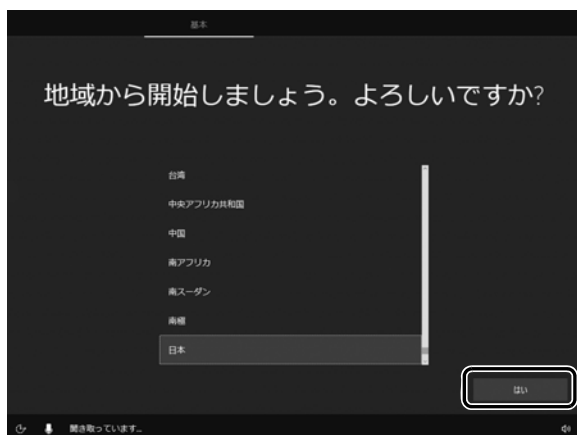 基本
地域から開始しましょう。よろしいですか?
台湾
中央アフリカ共和国
中国
南アフリカ
南スーダン
南極
日本
はい
聞き取っています...